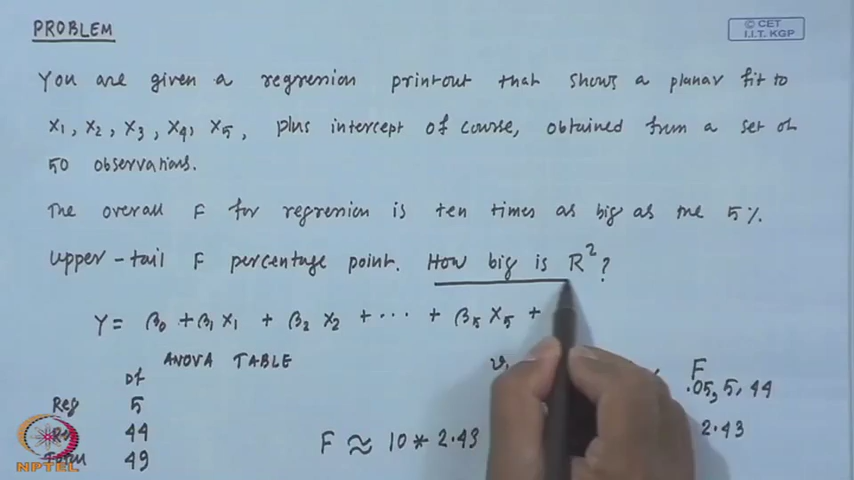 PROBLEM
© CET
I.I.T. KGP
You are given a regression printout that shows a planar fit to
X1, X2, X3, X4, X5, plus intercept of course, obtained from a set of
50 observations.
The overall F for regression is ten times as big as the 5%
upper-tail F percentage point. How big is R²?
Y = β0 + β1 X1 + β2 X2 + ··· + β5 X5 +
ANOVA TABLE
Df
F .05, 5, 44
Reg 5
44
F ≈ 10 * 2.43
2.43
49
NPTEL